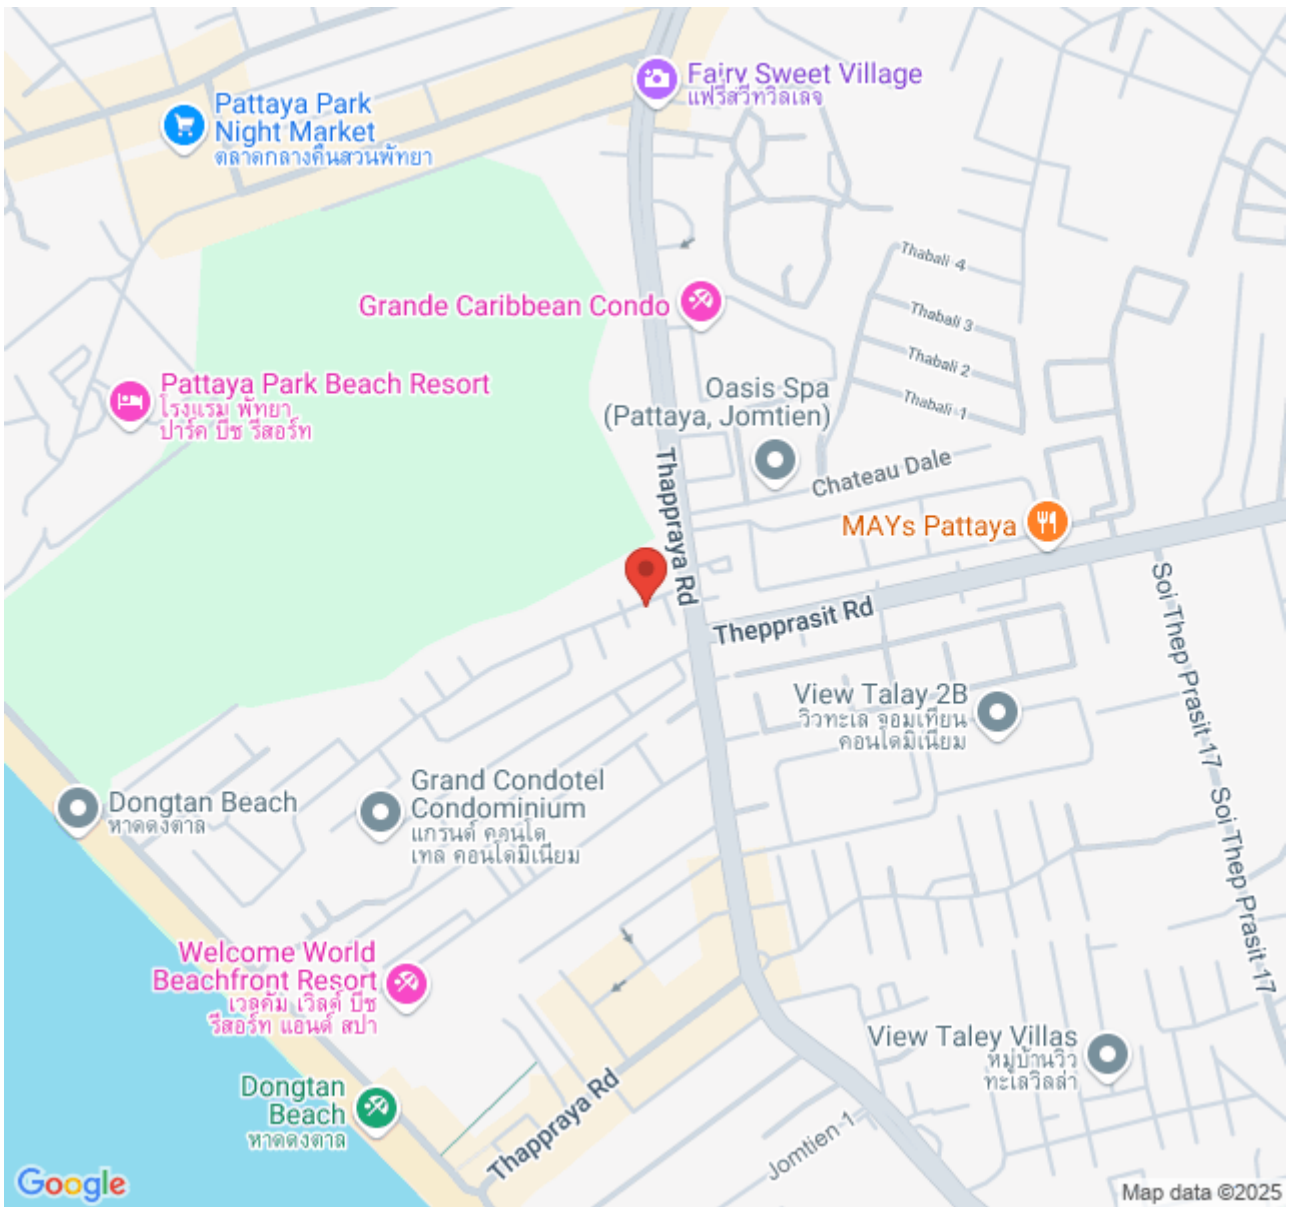 Fairy Sweet Village
แฟรี่สวีทวิลเลจ
Pattaya Park
Night Market
ตลาดกลางคืนสวนพัทยา
Thabali 4
Grande Caribbean Condo
Thabali 3
Thabali 2
Pattaya Park Beach Resort
โรงแรม พัทยา
ปาร์ค บีช รีสอร์ท
Oasis Spa
(Pattaya, Jomtien)
Thabali 1
Chateau Dale
Thappraya Rd
MAYs Pattaya
Thepprasit Rd
Soi Thep Prasit 17
View Talay 2B
วิวทะเล จอมเทียน
คอนโดมิเนียม
Grand Condotel
Condominium
แกรนด์ คอนโด
เทล คอนโดมิเนียม
Dongtan Beach
หาดดงตาล
Soi Thep Prasit 17
Welcome World
Beachfront Resort
เวลคัม เวิลด์ บีช
รีสอร์ท แอนด์ สปา
View Taley Villas
หมู่บ้านวิว
ทะเลวิลล่า
Dongtan
Beach
หาดดงตาล
Thappraya Rd
Jomtien 1
Google
Map data ©2025